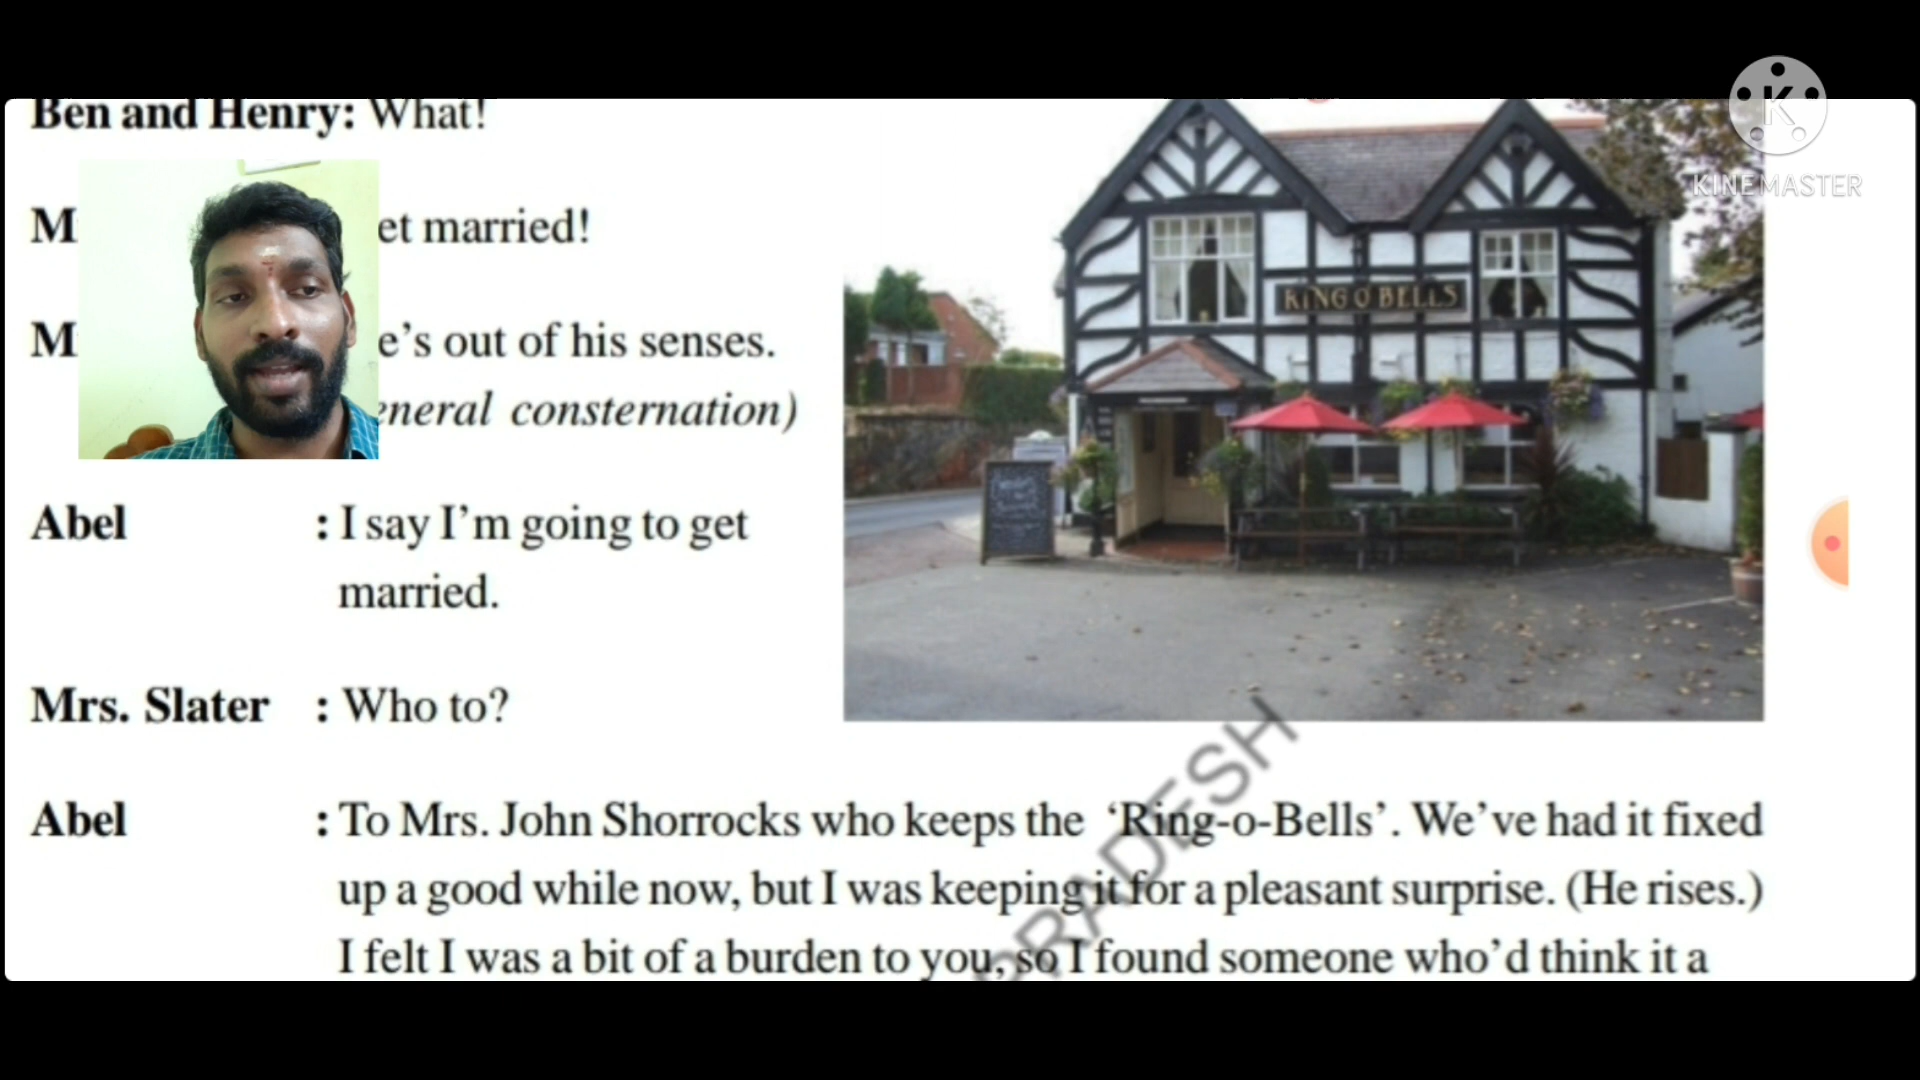 Ben and Henry: What!
M et married!
M e’s out of his senses.
eneral consternation)
Abel : I say I’m going to get
married.
Mrs. Slater : Who to?
Abel : To Mrs. John Shorrocks who keeps the ‘Ring-o-Bells’. We’ve had it fixed
up a good while now, but I was keeping it for a pleasant surprise. (He rises.)
I felt I was a bit of a burden to you, so I found someone who’d think it a
RING O' BELLS
K
KINEMASTER
PRADESH